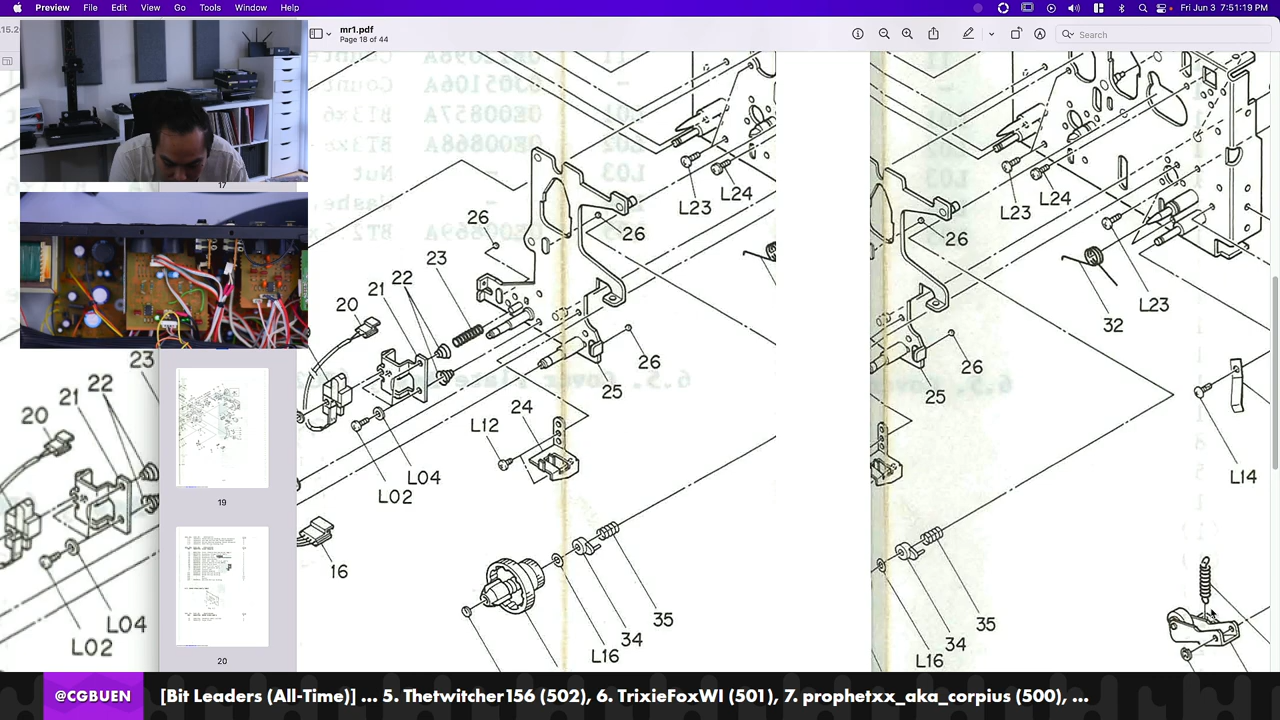 Preview File Edit View Go Tools Window Help
Fri Jun 3 7:51:19 PM
mr1.pdf
Page 18 of 44
Search
17
19
20
L23
L24
26
26
23
22
21
20
26
25
24
L12
L04
L02
16
35
34
L16
23
22
21
20
L04
L02
L23
L24
26
L23
32
26
25
L14
35
34
L16
@CGBUEN
[Bit Leaders (All-Time)] ... 5. Thetwitcher156 (502), 6. TrixieFoxWI (501), 7. prophetxx_aka_corpius (500), ...